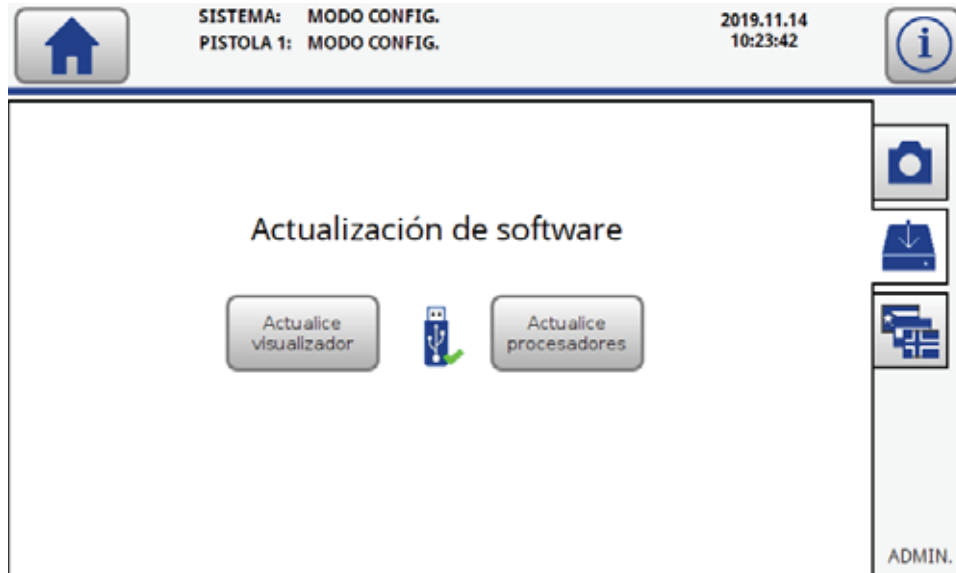 SISTEMA: MODO CONFIG.
PISTOLA 1: MODO CONFIG.
2019.11.14
10:23:42
i
Actualización de software
Actualice
visualizador
Actualice
procesadores
ADMIN.